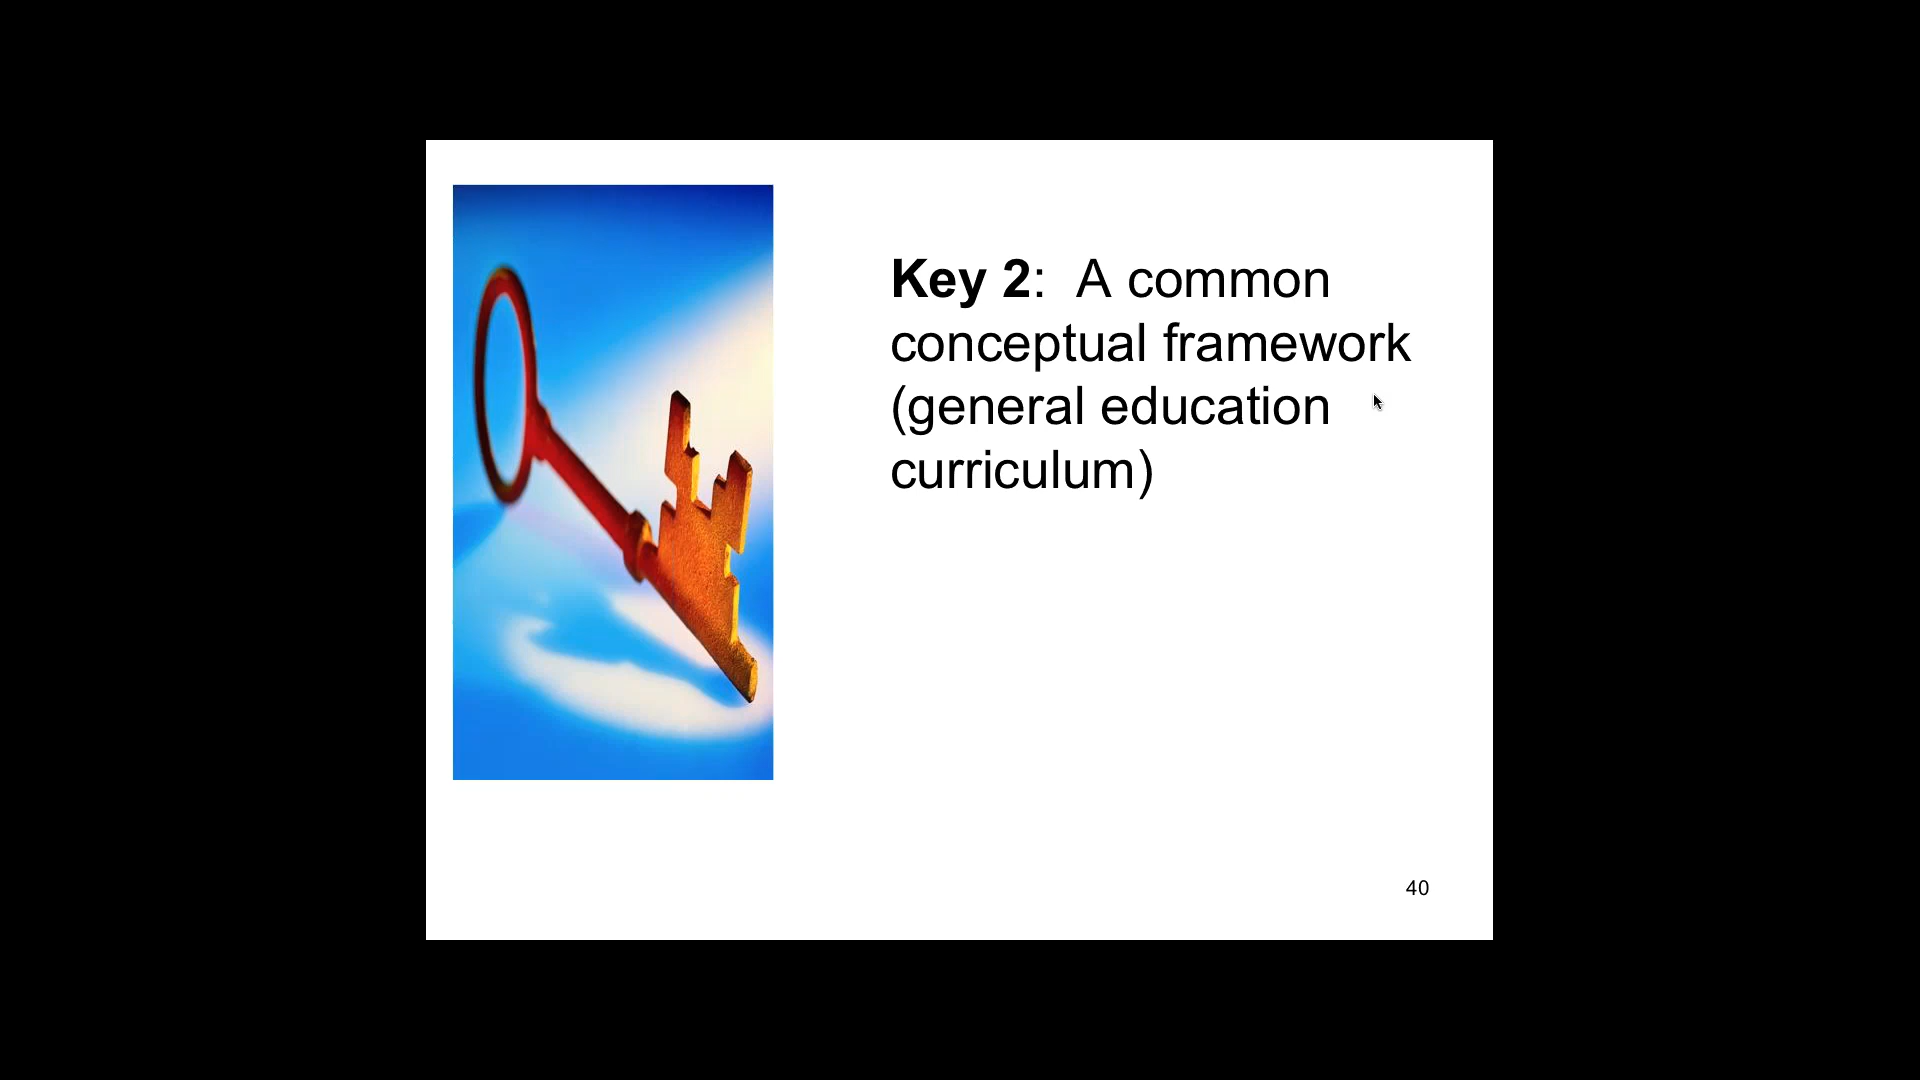 Key 2:  A common
conceptual framework
(general education
curriculum)
40